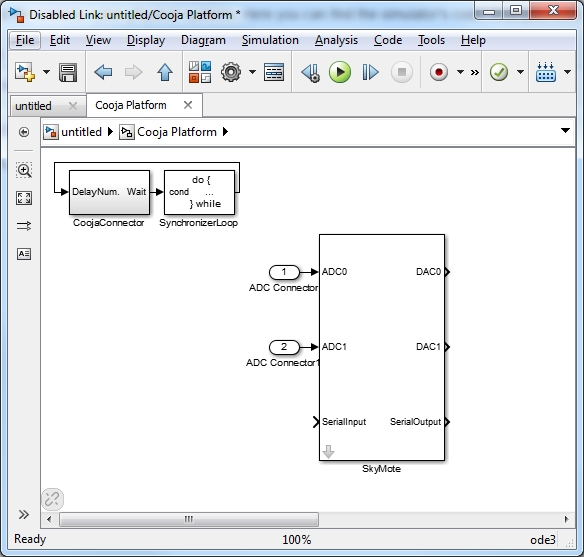 Disabled Link: untitled/Cooja Platform *
File Edit View Display Diagram Simulation Analysis Code Tools Help
untitled Cooja Platform
untitled Cooja Platform
do {
DelayNum. Wait cond ...
} while
CoojaConnector SynchronizerLoop
1 ADC0 DAC0
ADC Connector
2 ADC1 DAC1
ADC Connector1
SerialInput SerialOutput
SkyMote
Ready 100% ode3